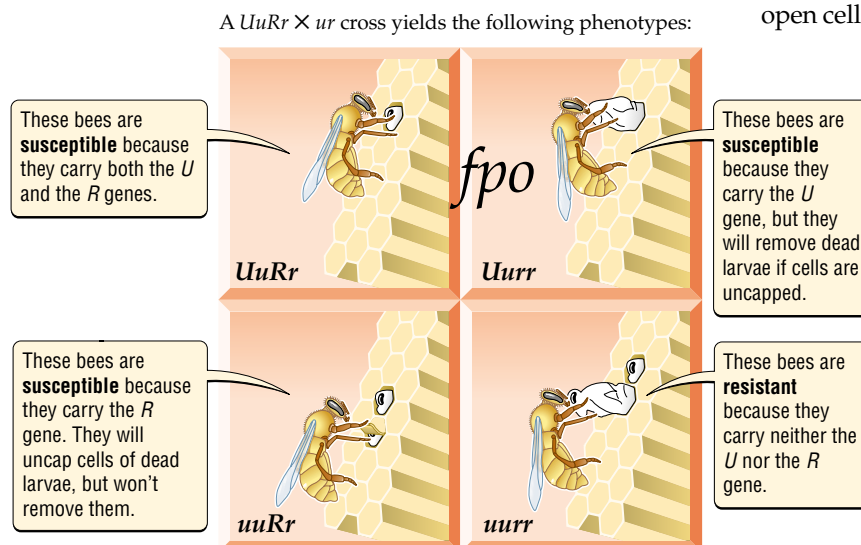 open cell
A UuRr × ur cross yields the following phenotypes:
These bees are
susceptible because
they carry both the U
and the R genes.
UuRr
fpo
Uurr
These bees are
susceptible
because they
carry the U
gene, but they
will remove dead
larvae if cells are
uncapped.
These bees are
susceptible because
they carry the R
gene. They will
uncap cells of dead
larvae, but won't
remove them.
uuRr
uurr
These bees are
resistant
because they
carry neither the
U nor the R
gene.